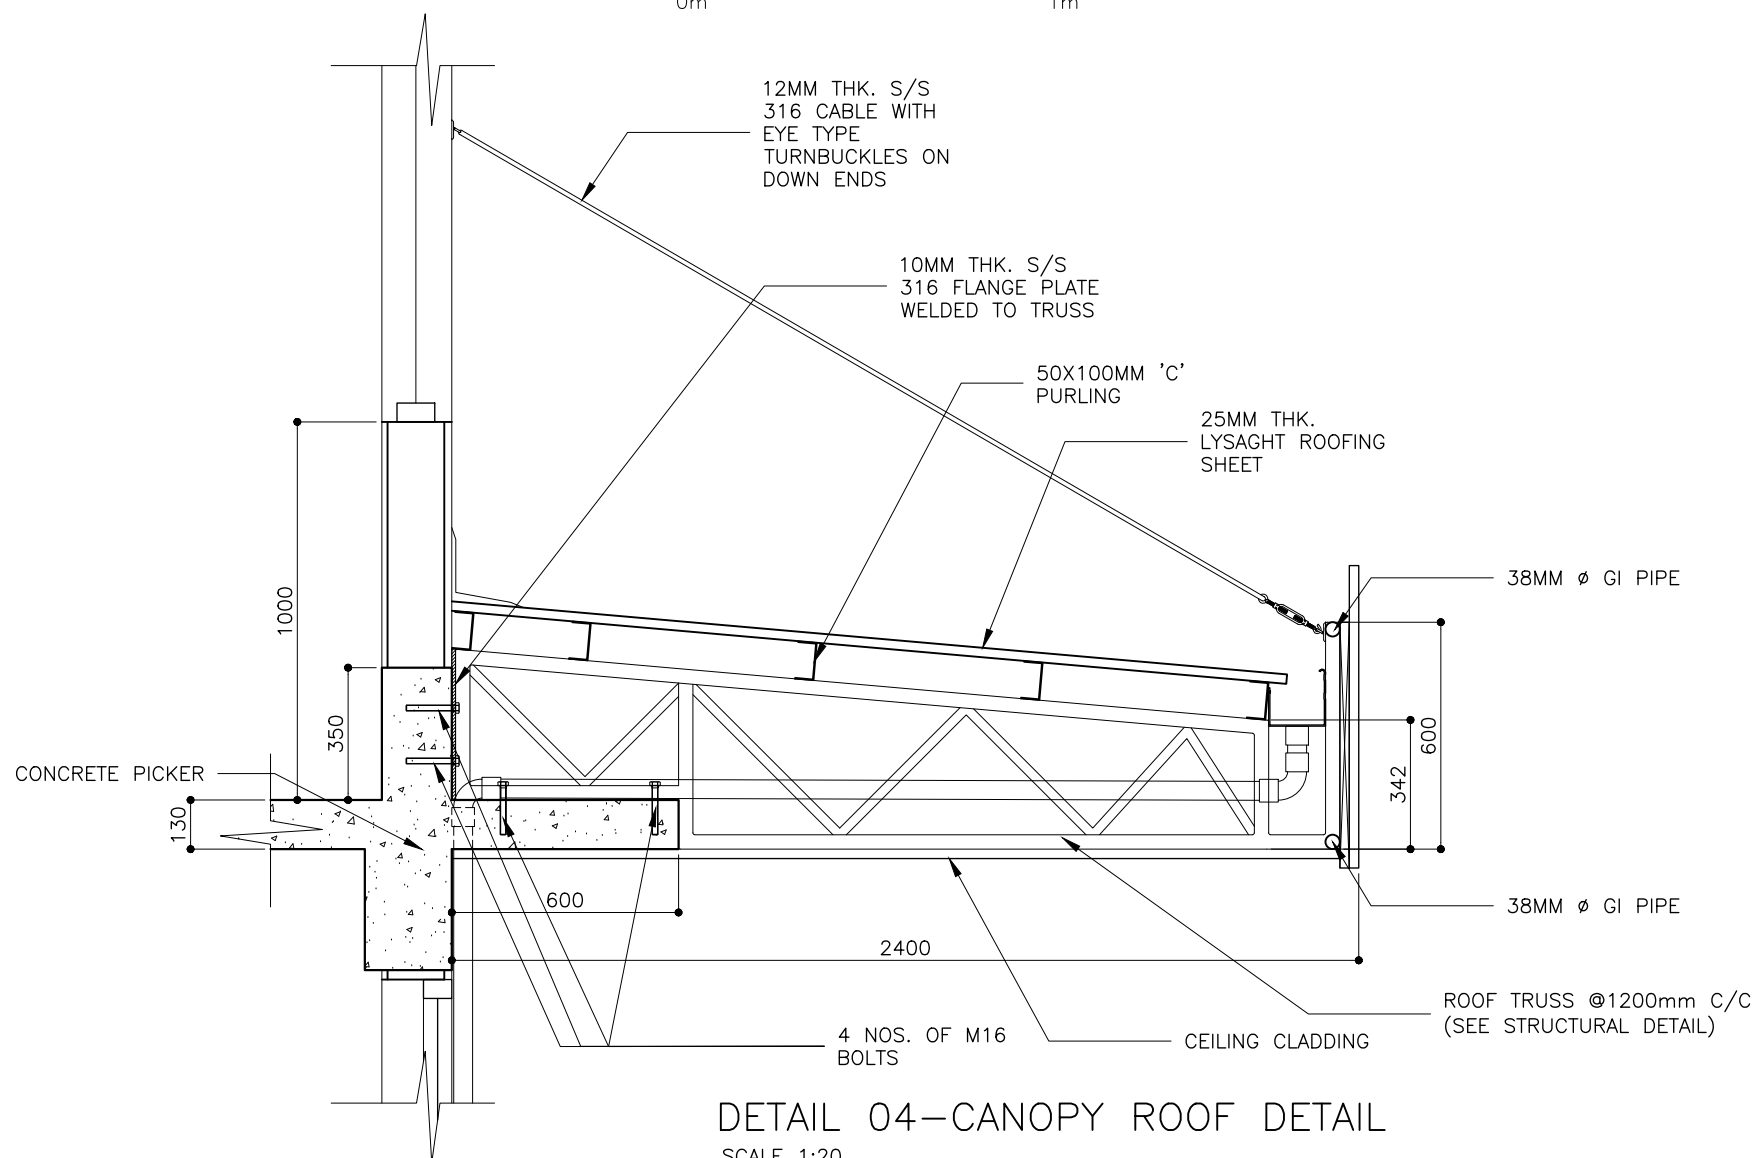 0m
1m
12MM THK. S/S
316 CABLE WITH
EYE TYPE
TURNBUCKLES ON
DOWN ENDS
10MM THK. S/S
316 FLANGE PLATE
WELDED TO TRUSS
50X100MM 'C'
PURLING
25MM THK.
LYSAGHT ROOFING
SHEET
38MM ø GI PIPE
1000
350
600
342
CONCRETE PICKER
130
600
38MM ø GI PIPE
2400
ROOF TRUSS @1200mm C/C
(SEE STRUCTURAL DETAIL)
4 NOS. OF M16
BOLTS
CEILING CLADDING
DETAIL 04-CANOPY ROOF DETAIL
SCALE 1:20